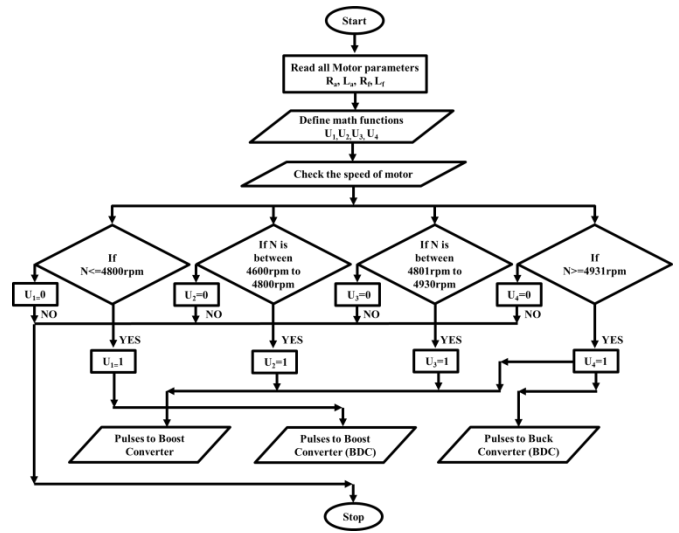 Start
Read all Motor parameters
Ra, La, Rf, Lf
Define math functions
U1,U2,U3,U4
Check the speed of motor
If
N<=4800rpm
If N is
between
4600rpm to
4800rpm
If N is
between
4801rpm to
4930rpm
If
N>=4931rpm
U1=0
U2=0
U3=0
U4=0
NO
NO
NO
NO
YES
YES
YES
YES
U1=1
U2=1
U3=1
U4=1
Pulses to Boost
Converter
Pulses to Boost
Converter (BDC)
Pulses to Buck
Converter (BDC)
Stop